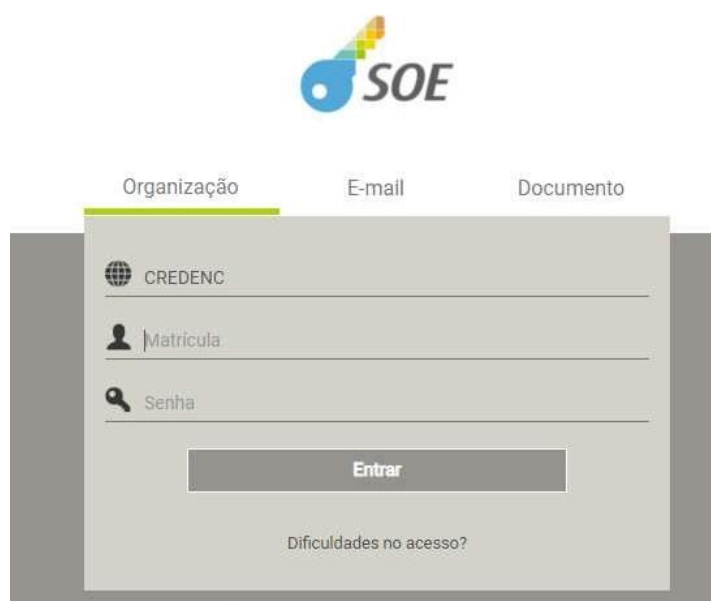 SOE
Organização E-mail Documento
CREDENC
Matrícula
Senha
Entrar
Dificuldades no acesso?